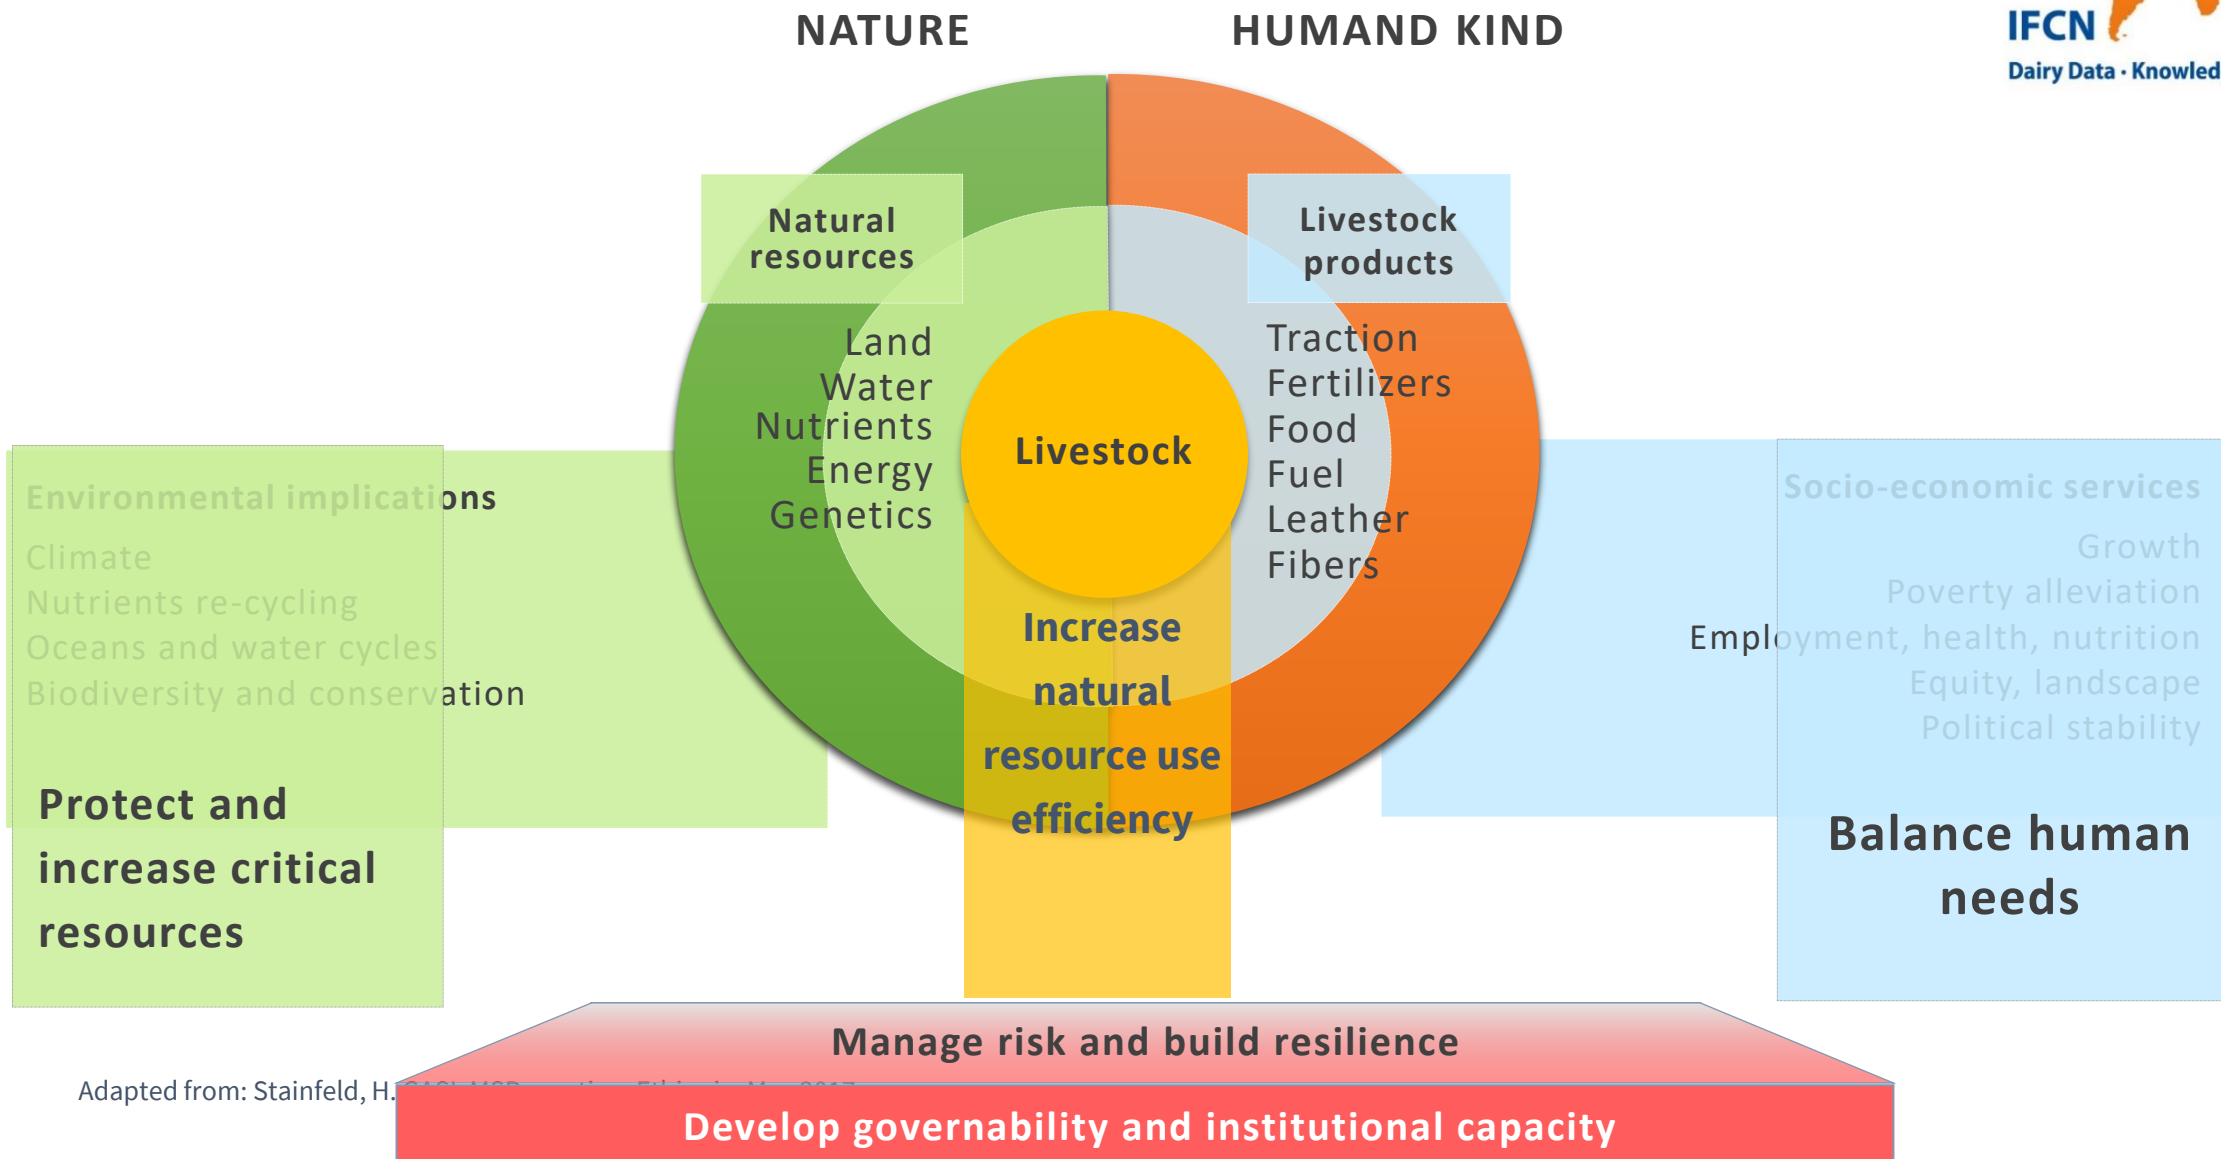 NATURE
HUMAND KIND
IFCN
Dairy Data · Knowled
Natural
resources
Land
Water
Nutrients
Energy
Genetics
Livestock
Livestock
products
Traction
Fertilizers
Food
Fuel
Leather
Fibers
Environmental implications
Climate
Nutrients re-cycling
Oceans and water cycles
Biodiversity and conservation
Protect and
increase critical
resources
Increase
natural
resource use
efficiency
Socio-economic services
Growth
Poverty alleviation
Employment, health, nutrition
Equity, landscape
Political stability
Balance human
needs
Manage risk and build resilience
Adapted from: Stainfeld, H.
Develop governability and institutional capacity